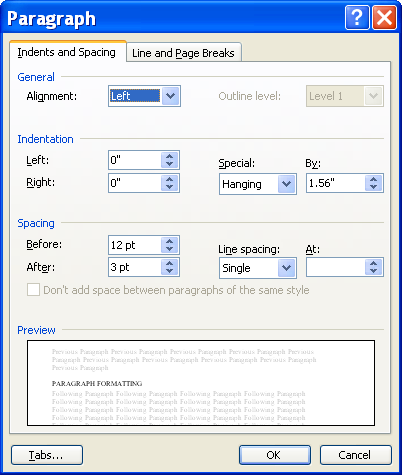 Paragraph
Indents and Spacing Line and Page Breaks
General
Alignment: Left Outline level: Level 1
Indentation
Left: 0" Special: By:
Right: 0" Hanging 1.56"
Spacing
Before: 12 pt Line spacing: At:
After: 3 pt Single
Don't add space between paragraphs of the same style
Preview
Previous Paragraph Previous Paragraph Previous Paragraph Previous Paragraph Previous
Paragraph Previous Paragraph Previous Paragraph Previous Paragraph Previous Paragraph
Previous Paragraph
PARAGRAPH FORMATTING
Following Paragraph Following Paragraph Following Paragraph Following Paragraph
Following Paragraph Following Paragraph Following Paragraph Following Paragraph
Following Paragraph Following Paragraph Following Paragraph Following Paragraph
Following Paragraph Following Paragraph Following Paragraph Following Paragraph
Tabs... OK Cancel